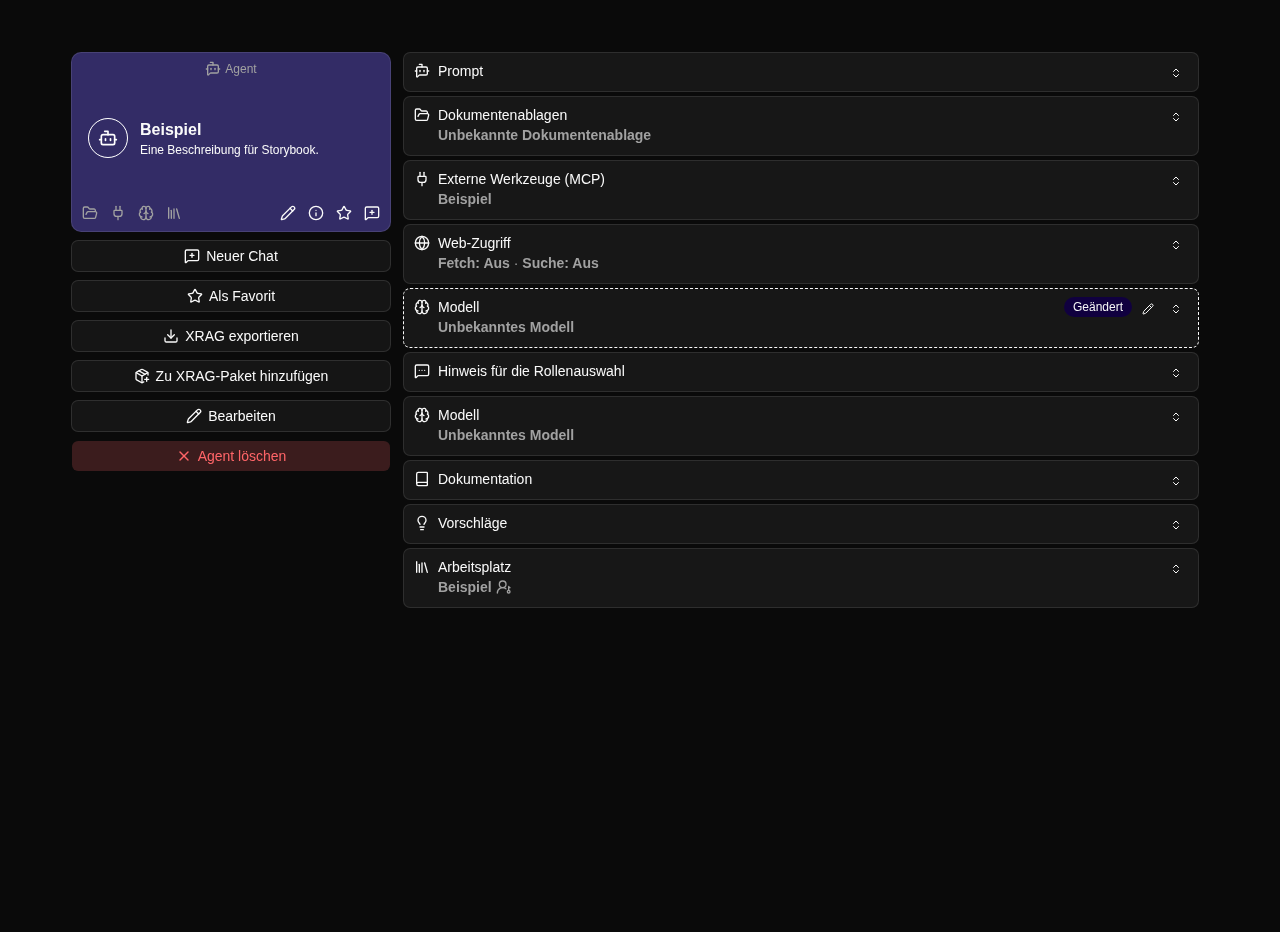 Agent
Beispiel
Eine Beschreibung für Storybook.
Neuer Chat
Als Favorit
XRAG exportieren
Zu XRAG-Paket hinzufügen
Bearbeiten
Agent löschen
Prompt
Dokumentenablagen
Unbekannte Dokumentenablage
Externe Werkzeuge (MCP)
Beispiel
Web-Zugriff
Fetch: Aus · Suche: Aus
Modell
Geändert
Unbekanntes Modell
Hinweis für die Rollenauswahl
Modell
Unbekanntes Modell
Dokumentation
Vorschläge
Arbeitsplatz
Beispiel